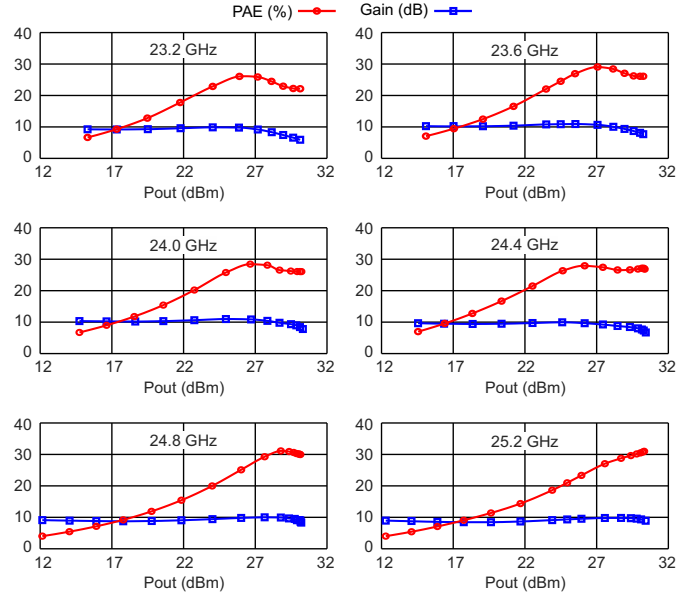 PAE (%) Gain (dB)
40 30 20 10 0
23.2 GHz
12 17 22 27 32
Pout (dBm)
40 30 20 10 0
23.6 GHz
12 17 22 27 32
Pout (dBm)
40 30 20 10 0
24.0 GHz
12 17 22 27 32
Pout (dBm)
40 30 20 10 0
24.4 GHz
12 17 22 27 32
Pout (dBm)
40 30 20 10 0
24.8 GHz
12 17 22 27 32
Pout (dBm)
40 30 20 10 0
25.2 GHz
12 17 22 27 32
Pout (dBm)